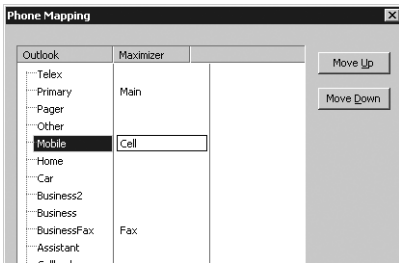 Phone Mapping
Outlook Maximizer
Move Up
Telex
Primary Main
Move Down
Pager
Other
Mobile Cell
Home
Car
Business2
Business
BusinessFax Fax
Assistant